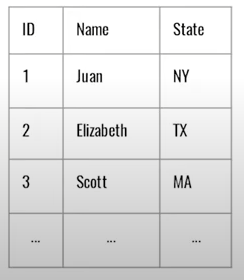 ID Name State
1 Juan NY
2 Elizabeth TX
3 Scott MA
... ... ...